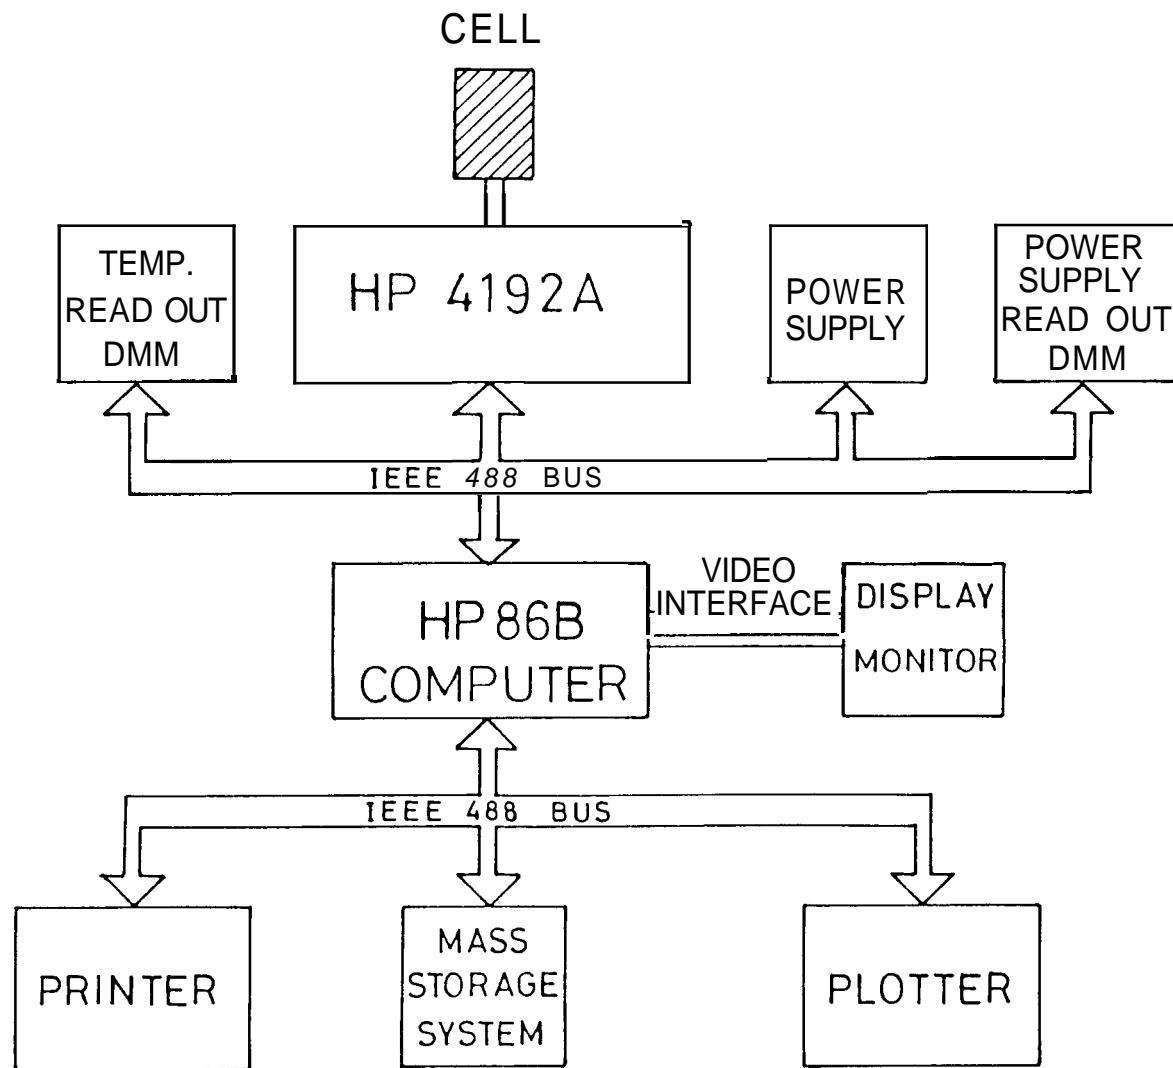 CELL
TEMP.
READ OUT
DMM
HP 4192A
POWER
SUPPLY
POWER
SUPPLY
READ OUT
DMM
IEEE 488 BUS
HP 86B
COMPUTER
VIDEO
INTERFACE
DISPLAY
MONITOR
IEEE 488 BUS
PRINTER
MASS
STORAGE
SYSTEM
PLOTTER